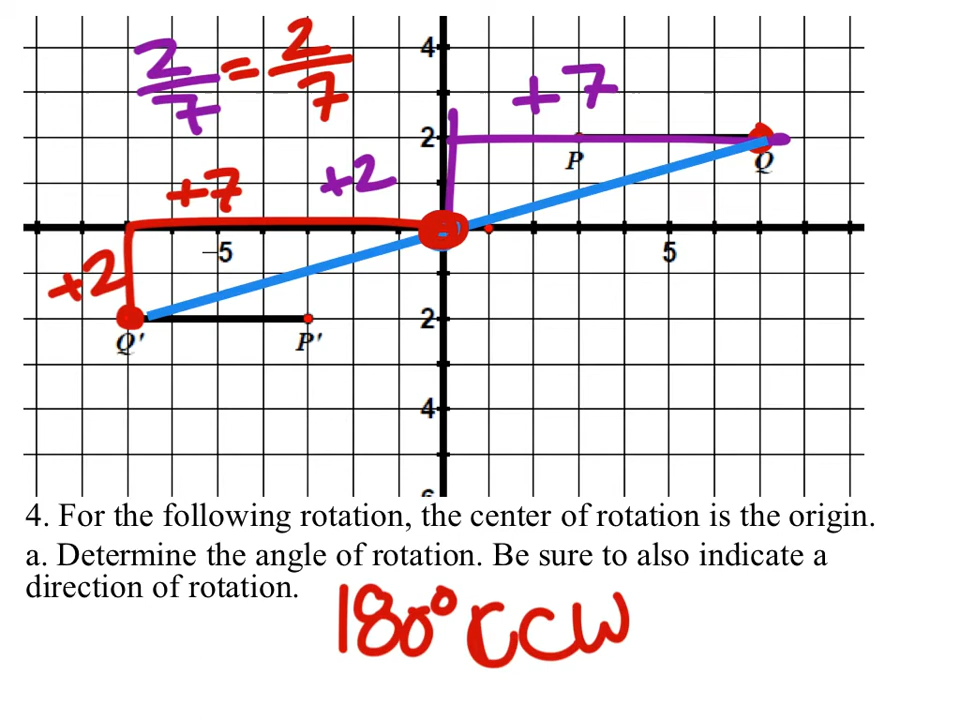 4
2/7 = 2/7
+7
2
P
Q
+7
+2
-5
5
+2
2
Q'
P'
4
6
4. For the following rotation, the center of rotation is the origin.
a. Determine the angle of rotation. Be sure to also indicate a
direction of rotation.
180° CCW